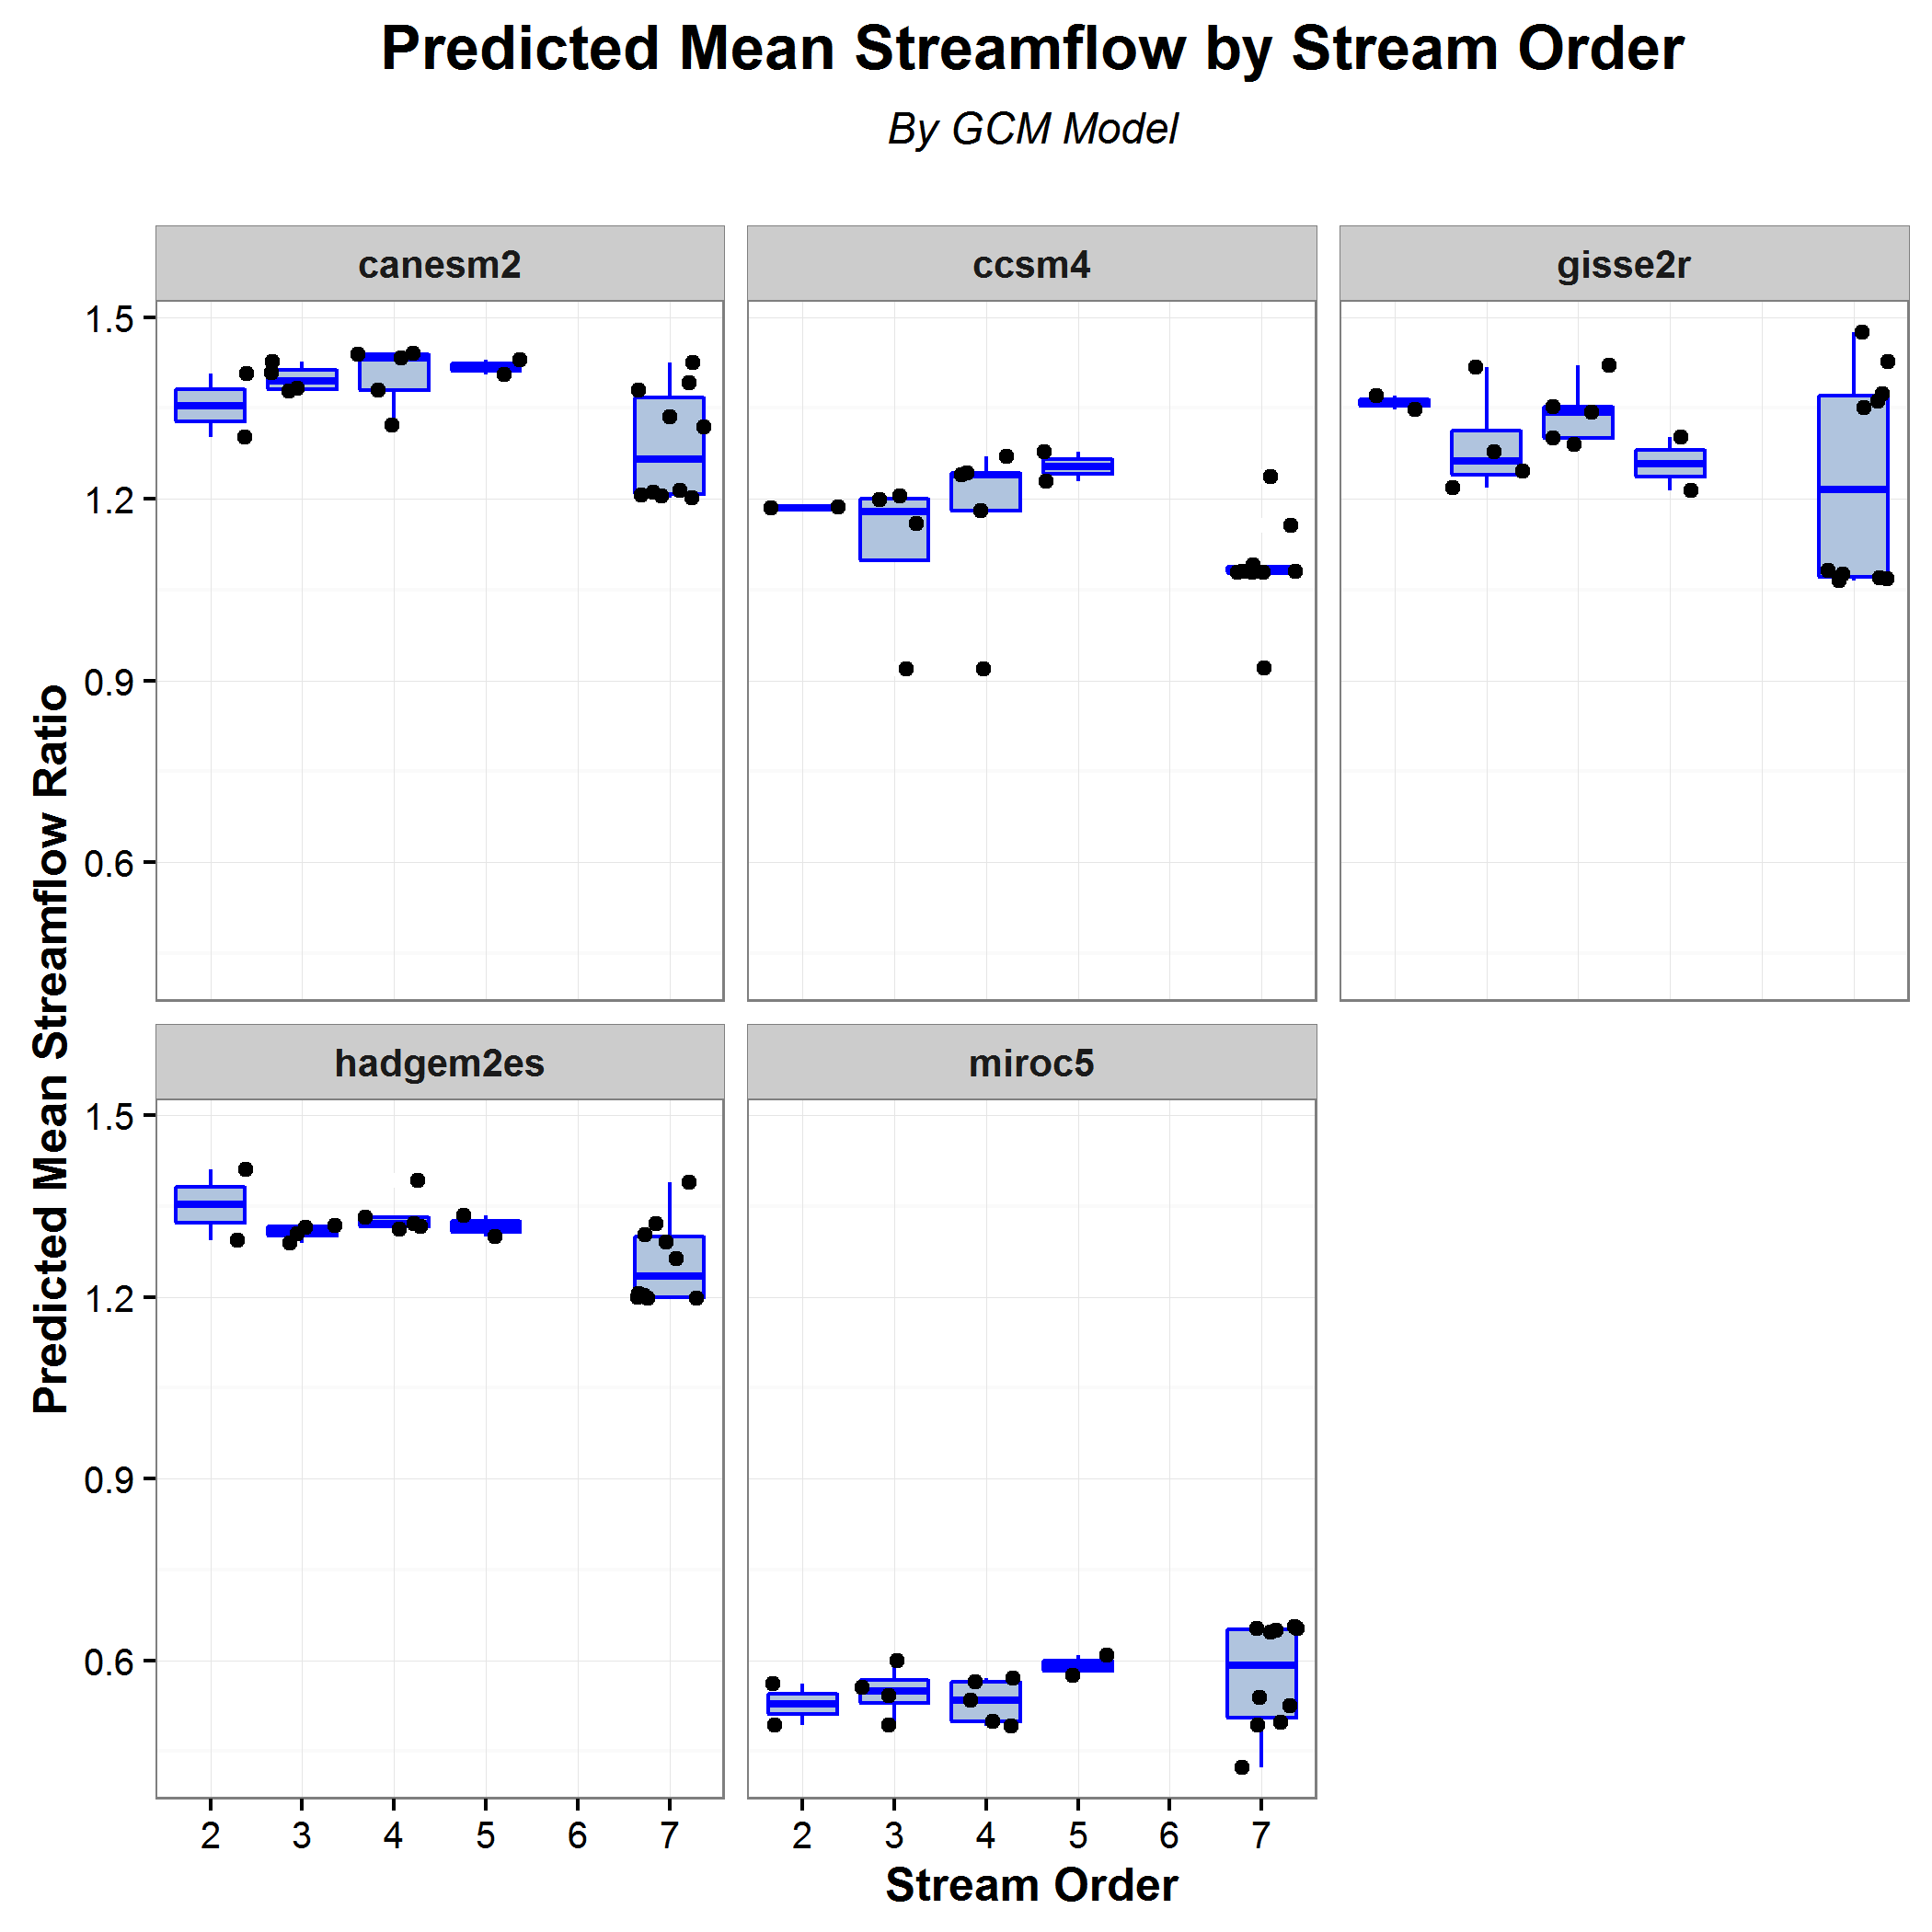 Predicted Mean Streamflow by Stream Order
By GCM Model
canesm2 ccsm4 gisse2r
1.5
1.2
0.9
0.6
Predicted Mean Streamflow Ratio
hadgem2es miroc5
1.5
1.2
0.9
0.6
2 3 4 5 6 7 2 3 4 5 6 7
Stream Order